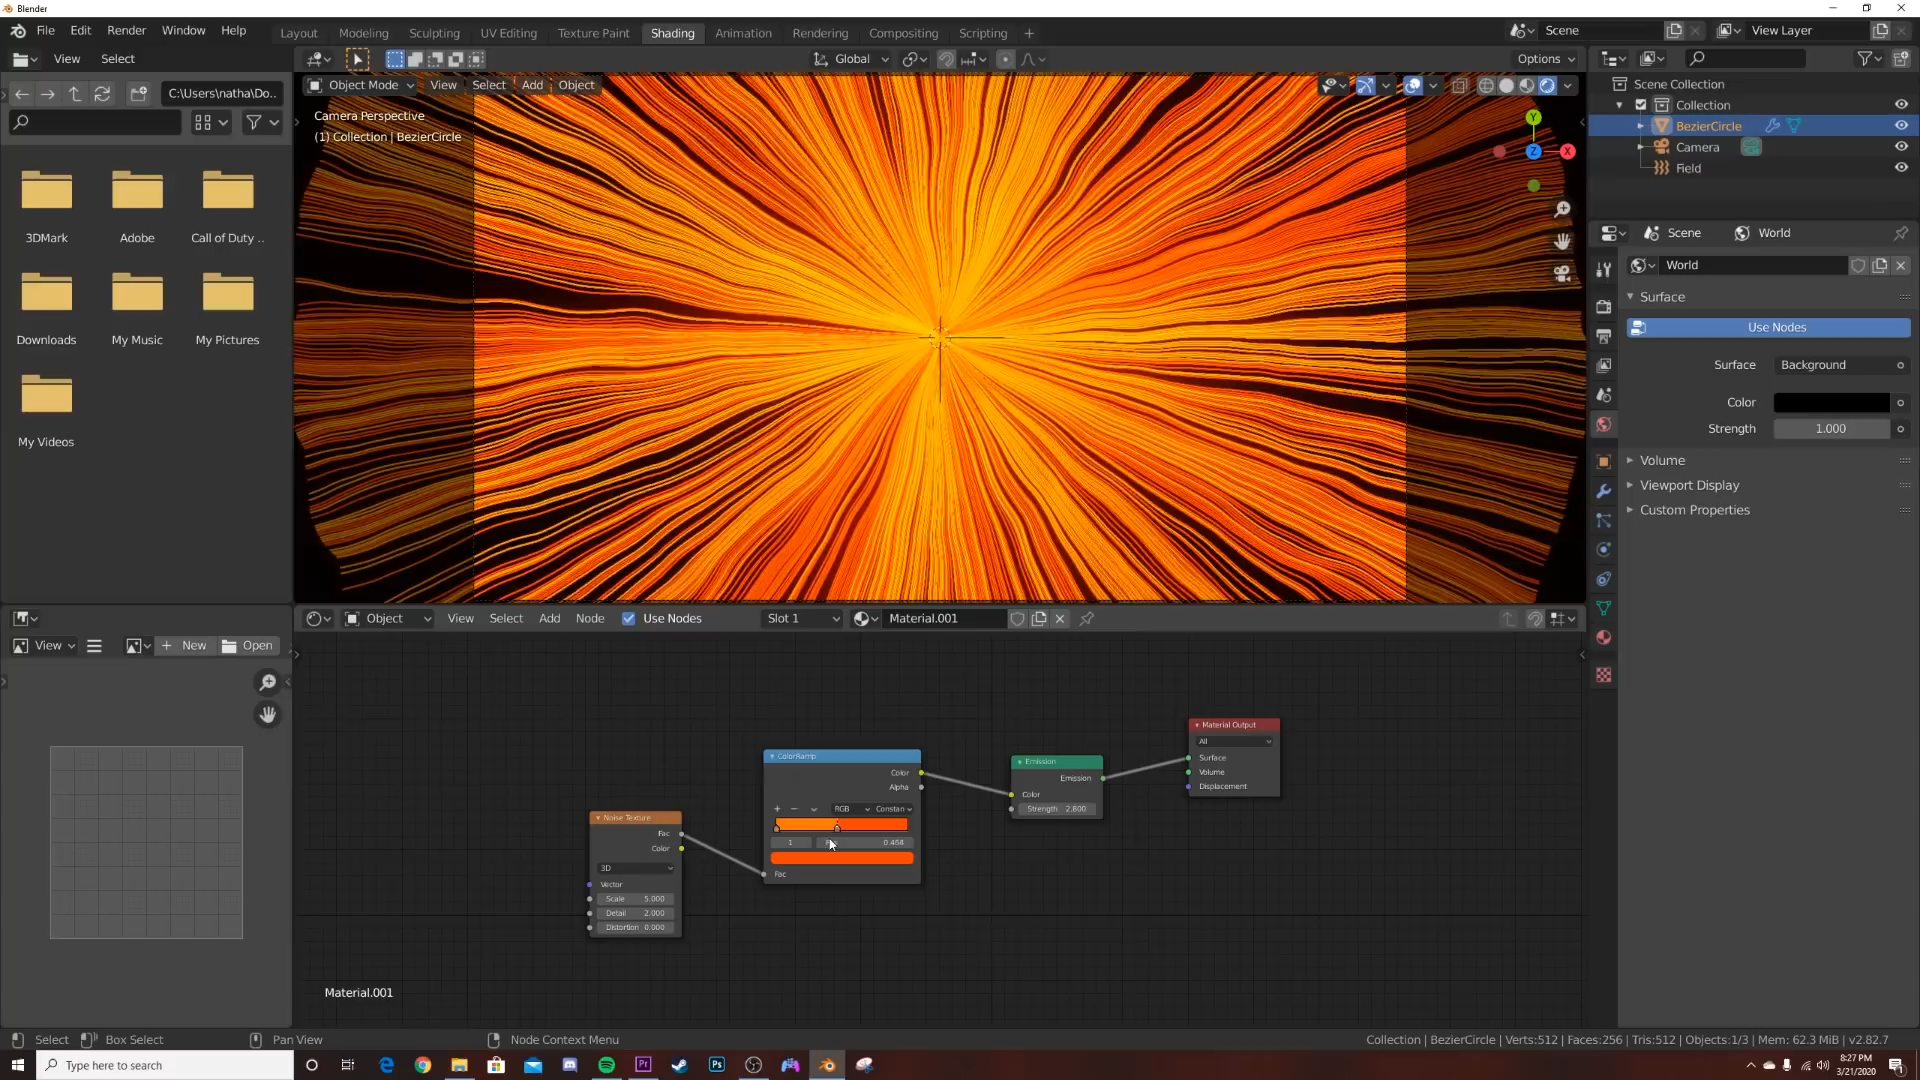 Blender
File Edit Render Window Help
Layout Modeling Sculpting UV Editing Texture Paint Shading Animation Rendering Compositing Scripting +
Scene
View Layer
View Select
Global
Options
C:\Users\natha\Do..
Object Mode View Select Add Object
Camera Perspective
(1) Collection | BezierCircle
Y
Z
X
Scene Collection
Collection
BezierCircle
Camera
Field
3DMark Adobe Call of Duty ..
Downloads My Music My Pictures
My Videos
Scene World
World
Surface
Use Nodes
Surface Background
Color
Strength 1.000
Volume
Viewport Display
Custom Properties
Object View Select Add Node Use Nodes Slot 1 Material.001
View New Open
Material Output
All
Surface
Volume
Displacement
ColorRamp
Color
Alpha
RGB Constan
1 0.468
Fac
Emission
Emission
Color
Strength 2.800
Noise Texture
Fac
Color
3D
Vector
Scale 5.000
Detail 2.000
Distortion 0.000
Material.001
Select Box Select Pan View Node Context Menu
Collection | BezierCircle | Verts:512 | Faces:256 | Tris:512 | Objects:1/3 | Mem: 62.3 MiB | v2.82.7
Type here to search
Pr
Ps
8:27 PM
3/21/2020